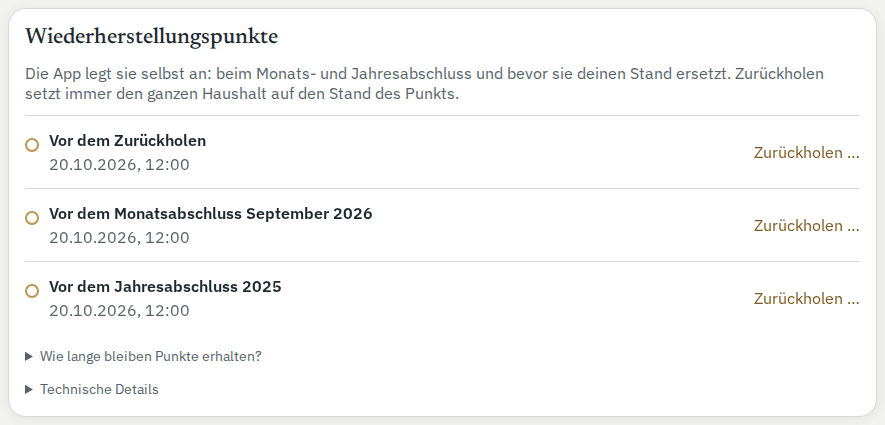 Wiederherstellungspunkte
Die App legt sie selbst an: beim Monats- und Jahresabschluss und bevor sie deinen Stand ersetzt. Zurückholen
setzt immer den ganzen Haushalt auf den Stand des Punkts.
Vor dem Zurückholen
20.10.2026, 12:00
Zurückholen ...
Vor dem Monatsabschluss September 2026
20.10.2026, 12:00
Zurückholen ...
Vor dem Jahresabschluss 2025
20.10.2026, 12:00
Zurückholen ...
Wie lange bleiben Punkte erhalten?
Technische Details